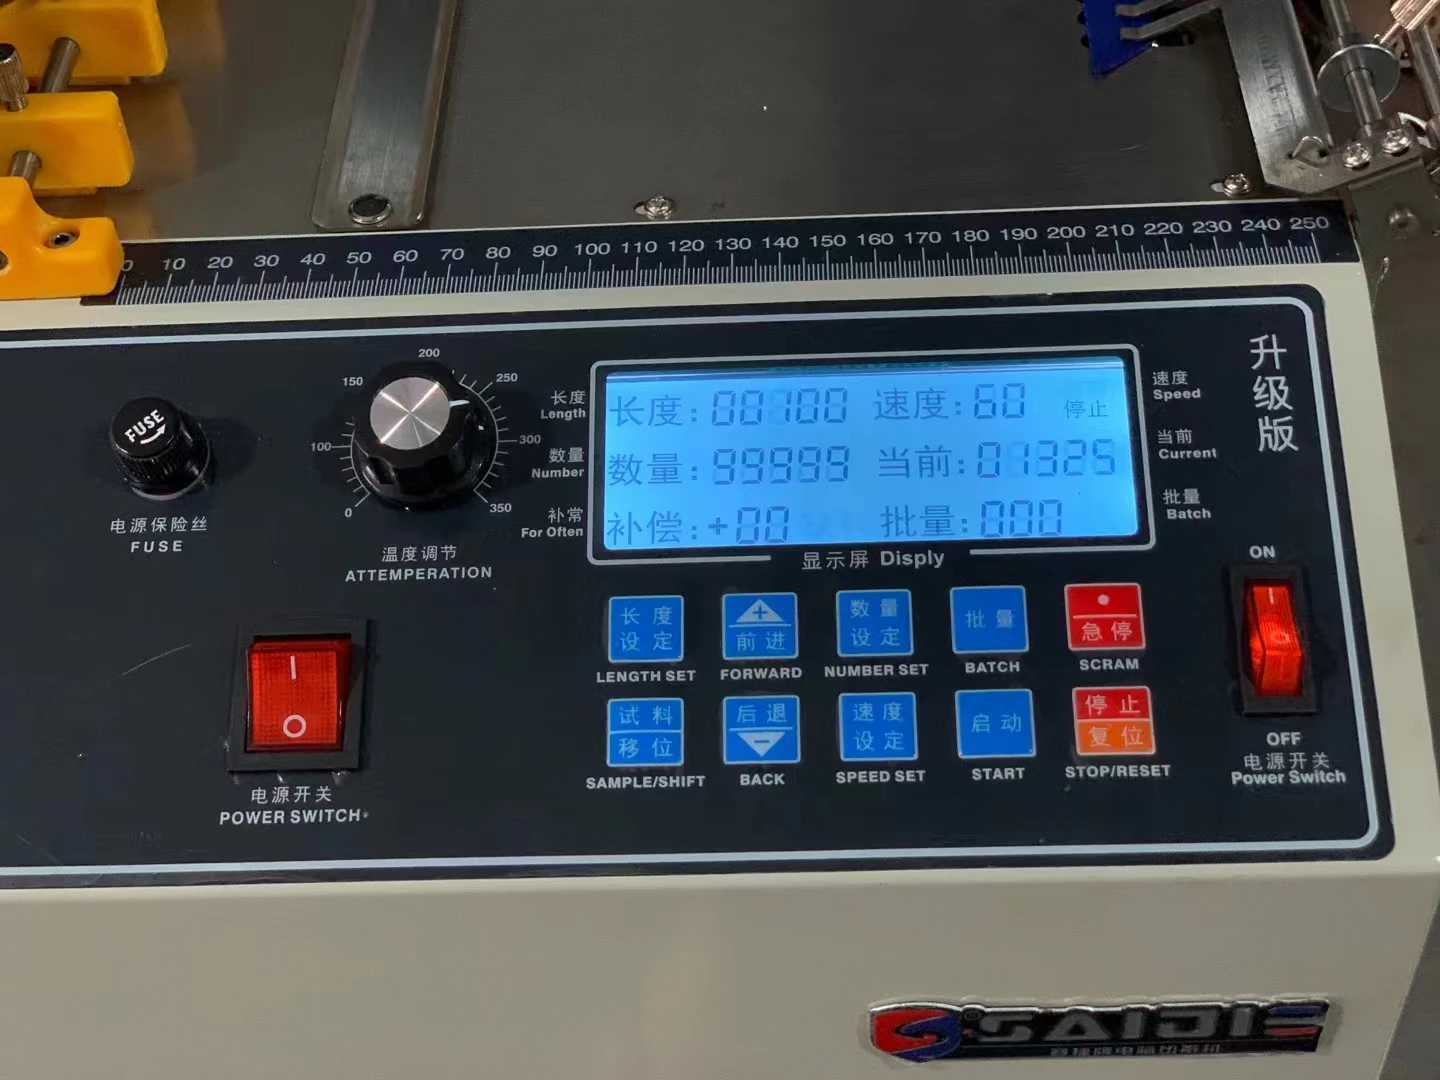 0 10 20 30 40 50 60 70 80 90 100 110 120 130 140 150 160 170 180 190 200 210 220 230 240 250
升级版
FUSE
电源保险丝
FUSE
0 100 150 200 250 300 350
温度调节
ATTEMPERATION
长度
Length
数量
Number
补常
For Often
长度:00100 速度:60 停止
数量:99999 当前:01325
补偿:+00 批量:000
速度
Speed
当前
Current
批量
Batch
显示屏 Disply
长度
设定
LENGTH SET
+
前进
FORWARD
数量
设定
NUMBER SET
批量
BATCH
急停
SCRAM
试料
移位
SAMPLE/SHIFT
后退
−
BACK
速度
设定
SPEED SET
启动
START
停止
复位
STOP/RESET
电源开关
POWER SWITCH
ON
OFF
电源开关
Power Switch
SAIJIE